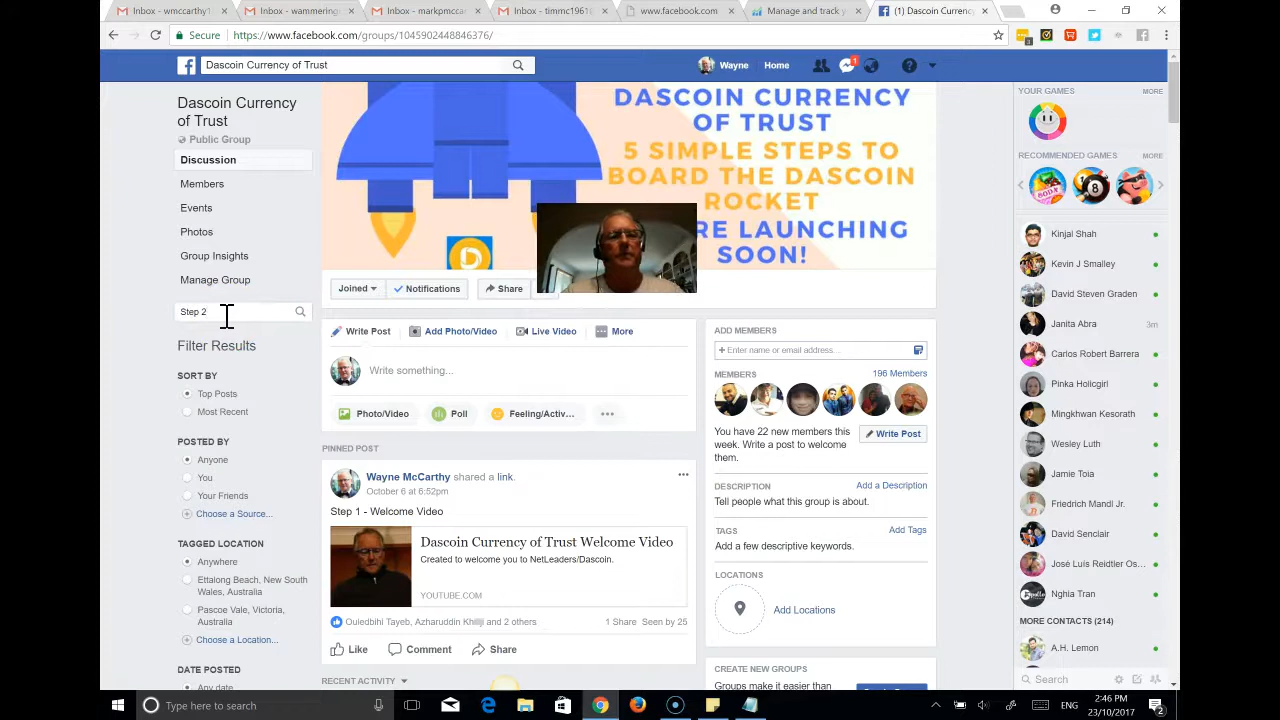 Inbox - wmccarthy1
Inbox - wammering
Inbox - markpmcca
Inbox - timmc1961
www.facebook.com
Manage and track y
(1) Dascoin Currency
Secure
https://www.facebook.com/groups/1045902448846376/
Dascoin Currency of Trust
Wayne
Home
1
Dascoin Currency
of Trust
Public Group
Discussion
Members
Events
Photos
Group Insights
Manage Group
Step 2
Filter Results
SORT BY
Top Posts
Most Recent
POSTED BY
Anyone
You
Your Friends
Choose a Source...
TAGGED LOCATION
Anywhere
Ettalong Beach, New South
Wales, Australia
Pascoe Vale, Victoria,
Australia
Choose a Location...
DATE POSTED
Any date
DASCOIN CURRENCY
OF TRUST
5 SIMPLE STEPS TO
BOARD THE DASCOIN
ROCKET
RE LAUNCHING
SOON!
Joined
Notifications
Share
Write Post
Add Photo/Video
Live Video
More
Write something...
Photo/Video
Poll
Feeling/Activ...
PINNED POST
Wayne McCarthy shared a link.
October 6 at 6:52pm
Step 1 - Welcome Video
Dascoin Currency of Trust Welcome Video
Created to welcome you to NetLeaders/Dascoin.
YOUTUBE.COM
Ouiedbihi Tayeb, Azharuddin Khilji and 2 others
1 Share Seen by 25
Like
Comment
Share
RECENT ACTIVITY
ADD MEMBERS
+ Enter name or email address...
MEMBERS
196 Members
You have 22 new members this
week. Write a post to welcome
them.
Write Post
DESCRIPTION
Add a Description
Tell people what this group is about.
TAGS
Add Tags
Add a few descriptive keywords.
LOCATIONS
Add Locations
CREATE NEW GROUPS
Groups make it easier than
YOUR GAMES
MORE
RECOMMENDED GAMES
MORE
Kinjal Shah
Kevin J Smalley
David Steven Graden
Janita Abra
3m
Carlos Robert Barrera
Pinka Holicgirl
Mingkhwan Kesorath
Wesley Luth
Jamie Toia
Friedrich Mandl Jr.
David Senclair
José Luís Reidtler Os...
Nghia Tran
MORE CONTACTS (214)
A.H. Lemon
Search
Type here to search
ENG
2:46 PM
23/10/2017
2